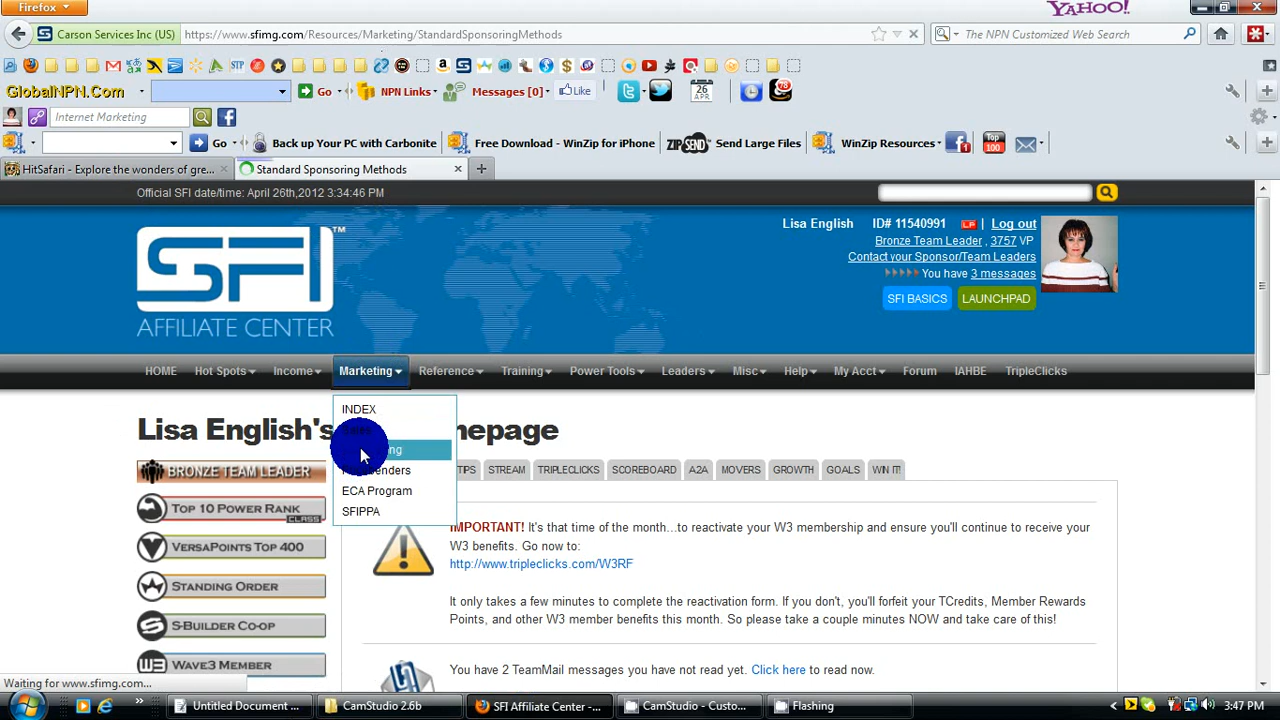 Firefox
YAHOO!
Carson Services Inc (US)
https://www.sfimg.com/Resources/Marketing/StandardSponsoringMethods
The NPN Customized Web Search
STP
GlobalNPN.Com
Go
NPN Links
Messages [0]
Like
26
APR
78
Internet Marketing
Go
Back up Your PC with Carbonite
Free Download - WinZip for iPhone
ZIPSEND
Send Large Files
WinZip Resources
1
Top 100
HitSafari - Explore the wonders of gre...
Standard Sponsoring Methods
Official SFI date/time: April 26th,2012 3:34:46 PM
SFI
TM
AFFILIATE CENTER
Lisa English ID# 11540991 LP | Log out
Bronze Team Leader , 3757 VP
Contact your Sponsor/Team Leaders
You have 3 messages
SFI BASICS
LAUNCHPAD
HOME
Hot Spots
Income
Marketing
Reference
Training
Power Tools
Leaders
Misc
Help
My Acct
Forum
IAHBE
TripleClicks
INDEX
ECA Program
SFIPPA
Lisa English's
mepage
BRONZE TEAM LEADER
TOP 10 POWER RANK
CLASS
VERSAPOINTS TOP 400
STANDING ORDER
S-BUILDER CO-OP
W3
WAVE3 MEMBER
TIPS
STREAM
TRIPLECLICKS
SCOREBOARD
A2A
MOVERS
GROWTH
GOALS
WIN IT!
IMPORTANT! It's that time of the month...to reactivate your W3 membership and ensure you'll continue to receive your
W3 benefits. Go now to:
http://www.tripleclicks.com/W3RF
It only takes a few minutes to complete the reactivation form. If you don't, you'll forfeit your TCredits, Member Rewards
Points, and other W3 member benefits this month. So please take a couple minutes NOW and take care of this!
You have 2 TeamMail messages you have not read yet. Click here to read now.
Waiting for www.sfimg.com...
Untitled Document ...
CamStudio 2.6b
SFI Affiliate Center -...
CamStudio - Custo...
Flashing
3:47 PM